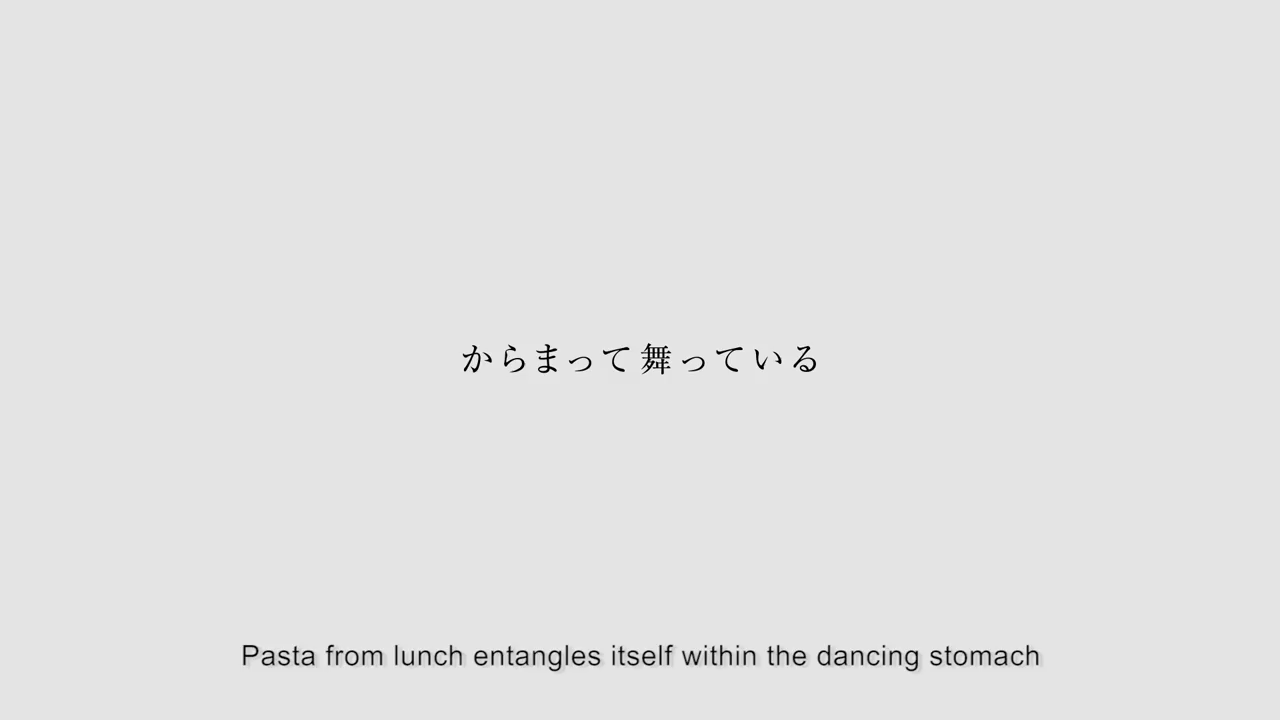 からまって舞っている
Pasta from lunch entangles itself within the dancing stomach